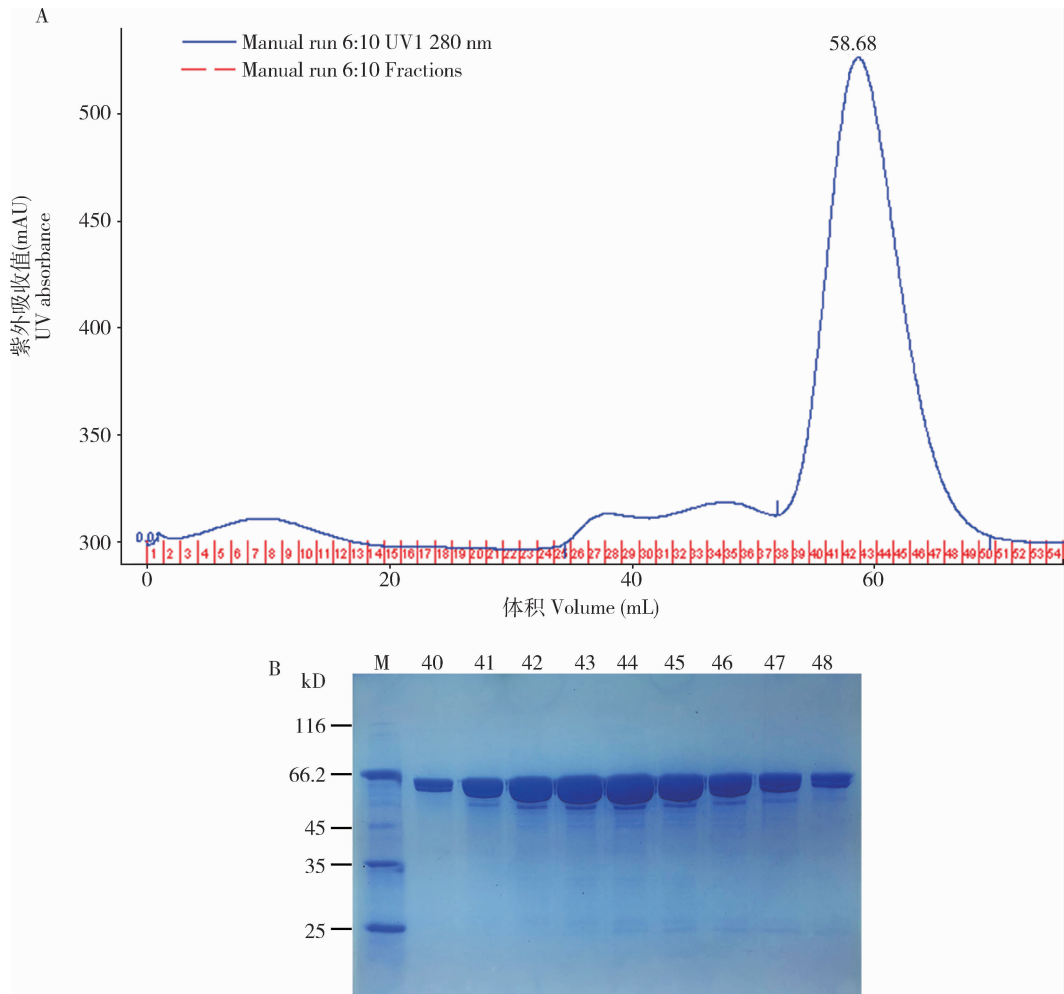 A
Manual run 6:10 UV1 280 nm
Manual run 6:10 Fractions
58.68
紫外吸收值(mAU)
UV absorbance
500
450
400
350
300
0.01
1 2 3 4 5 6 7 8 9 10 11 12 13 14 15 16 17 18 19 20 21 22 23 24 25 26 27 28 29 30 31 32 33 34 35 36 37 38 39 40 41 42 43 44 45 46 47 48 49 50 51 52 53 54
0 20 40 60
体积 Volume (mL)
B
M 40 41 42 43 44 45 46 47 48
kD
116
66.2
45
35
25